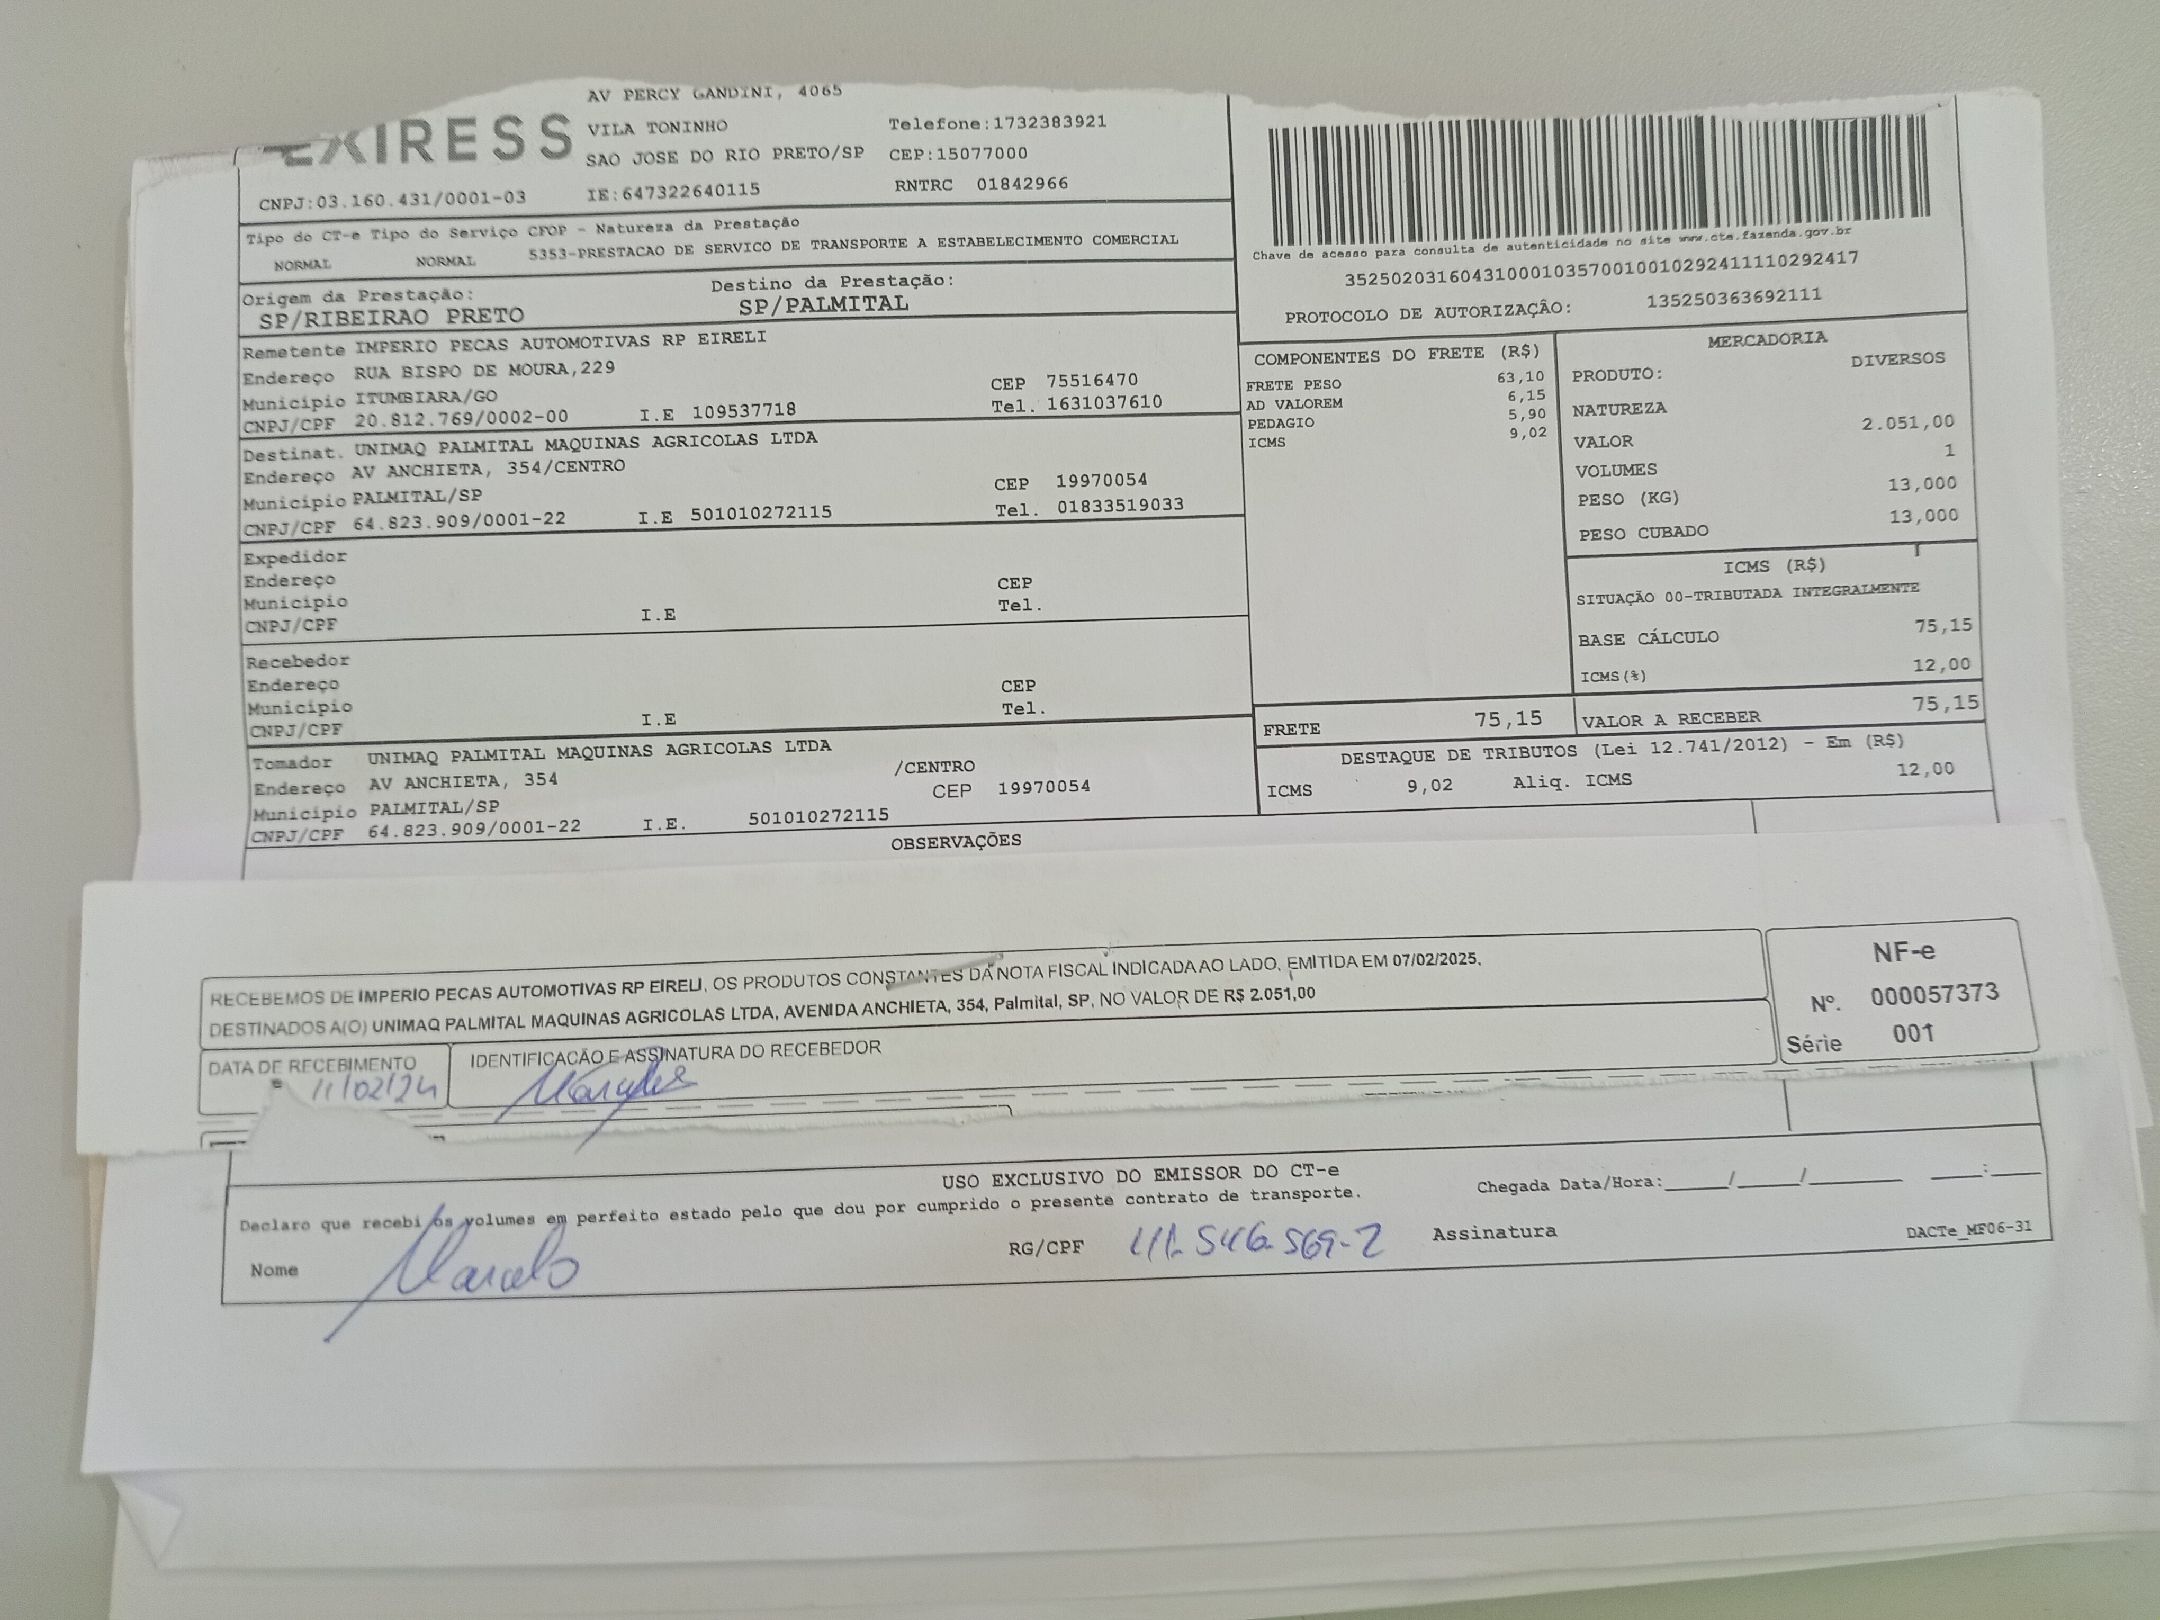 AV PERCY GANDINI, 4065
EXPRESS
VILA TONINHO Telefone:1732383921
SAO JOSE DO RIO PRETO/SP CEP:15077000
CNPJ:03.160.431/0001-03 IE:647322640115 RNTRC 01842966
Tipo do CT-e Tipo do Serviço CFOP - Natureza da Prestação
NORMAL NORMAL 5353-PRESTACAO DE SERVICO DE TRANSPORTE A ESTABELECIMENTO COMERCIAL
Origem da Prestação: Destino da Prestação:
SP/RIBEIRAO PRETO SP/PALMITAL
Remetente IMPERIO PECAS AUTOMOTIVAS RP EIRELI
Endereço RUA BISPO DE MOURA,229
Município ITUMBIARA/GO CEP 75516470
CNPJ/CPF 20.812.769/0002-00 I.E 109537718 Tel. 1631037610
Destinat. UNIMAQ PALMITAL MAQUINAS AGRICOLAS LTDA
Endereço AV ANCHIETA, 354/CENTRO
Município PALMITAL/SP CEP 19970054
CNPJ/CPF 64.823.909/0001-22 I.E 501010272115 Tel. 01833519033
Expedidor
Endereço CEP
Município Tel.
CNPJ/CPF I.E
Recebedor
Endereço CEP
Município Tel.
CNPJ/CPF I.E
Tomador UNIMAQ PALMITAL MAQUINAS AGRICOLAS LTDA
Endereço AV ANCHIETA, 354 /CENTRO
Município PALMITAL/SP CEP 19970054
CNPJ/CPF 64.823.909/0001-22 I.E. 501010272115
Chave de acesso para consulta de autenticidade no site www.cte.fazenda.gov.br
35250203160431000103570010010292411110292417
PROTOCOLO DE AUTORIZAÇÃO: 135250363692111
COMPONENTES DO FRETE (R$)
FRETE PESO 63,10
AD VALOREM 6,15
PEDAGIO 5,90
ICMS 9,02
MERCADORIA
PRODUTO: DIVERSOS
NATUREZA
VALOR 2.051,00
VOLUMES 1
PESO (KG) 13,000
PESO CUBADO 13,000
ICMS (R$)
SITUAÇÃO 00-TRIBUTADA INTEGRALMENTE
BASE CÁLCULO 75,15
ICMS(%) 12,00
FRETE 75,15 VALOR A RECEBER 75,15
DESTAQUE DE TRIBUTOS (Lei 12.741/2012) - Em (R$)
ICMS 9,02 Aliq. ICMS 12,00
OBSERVAÇÕES
RECEBEMOS DE IMPERIO PECAS AUTOMOTIVAS RP EIRELI, OS PRODUTOS CONSTANTES DA NOTA FISCAL INDICADA AO LADO, EMITIDA EM 07/02/2025,
DESTINADOS A(O) UNIMAQ PALMITAL MAQUINAS AGRICOLAS LTDA, AVENIDA ANCHIETA, 354, Palmital, SP, NO VALOR DE R$ 2.051,00
NF-e
Nº. 000057373
Série 001
DATA DE RECEBIMENTO IDENTIFICAÇÃO E ASSINATURA DO RECEBEDOR
11/02/24
USO EXCLUSIVO DO EMISSOR DO CT-e
Declaro que recebi os volumes em perfeito estado pelo que dou por cumprido o presente contrato de transporte. Chegada Data/Hora:_____/_____/_______ ____:____
Nome Marcelo RG/CPF Assinatura DACTe_MF06-31